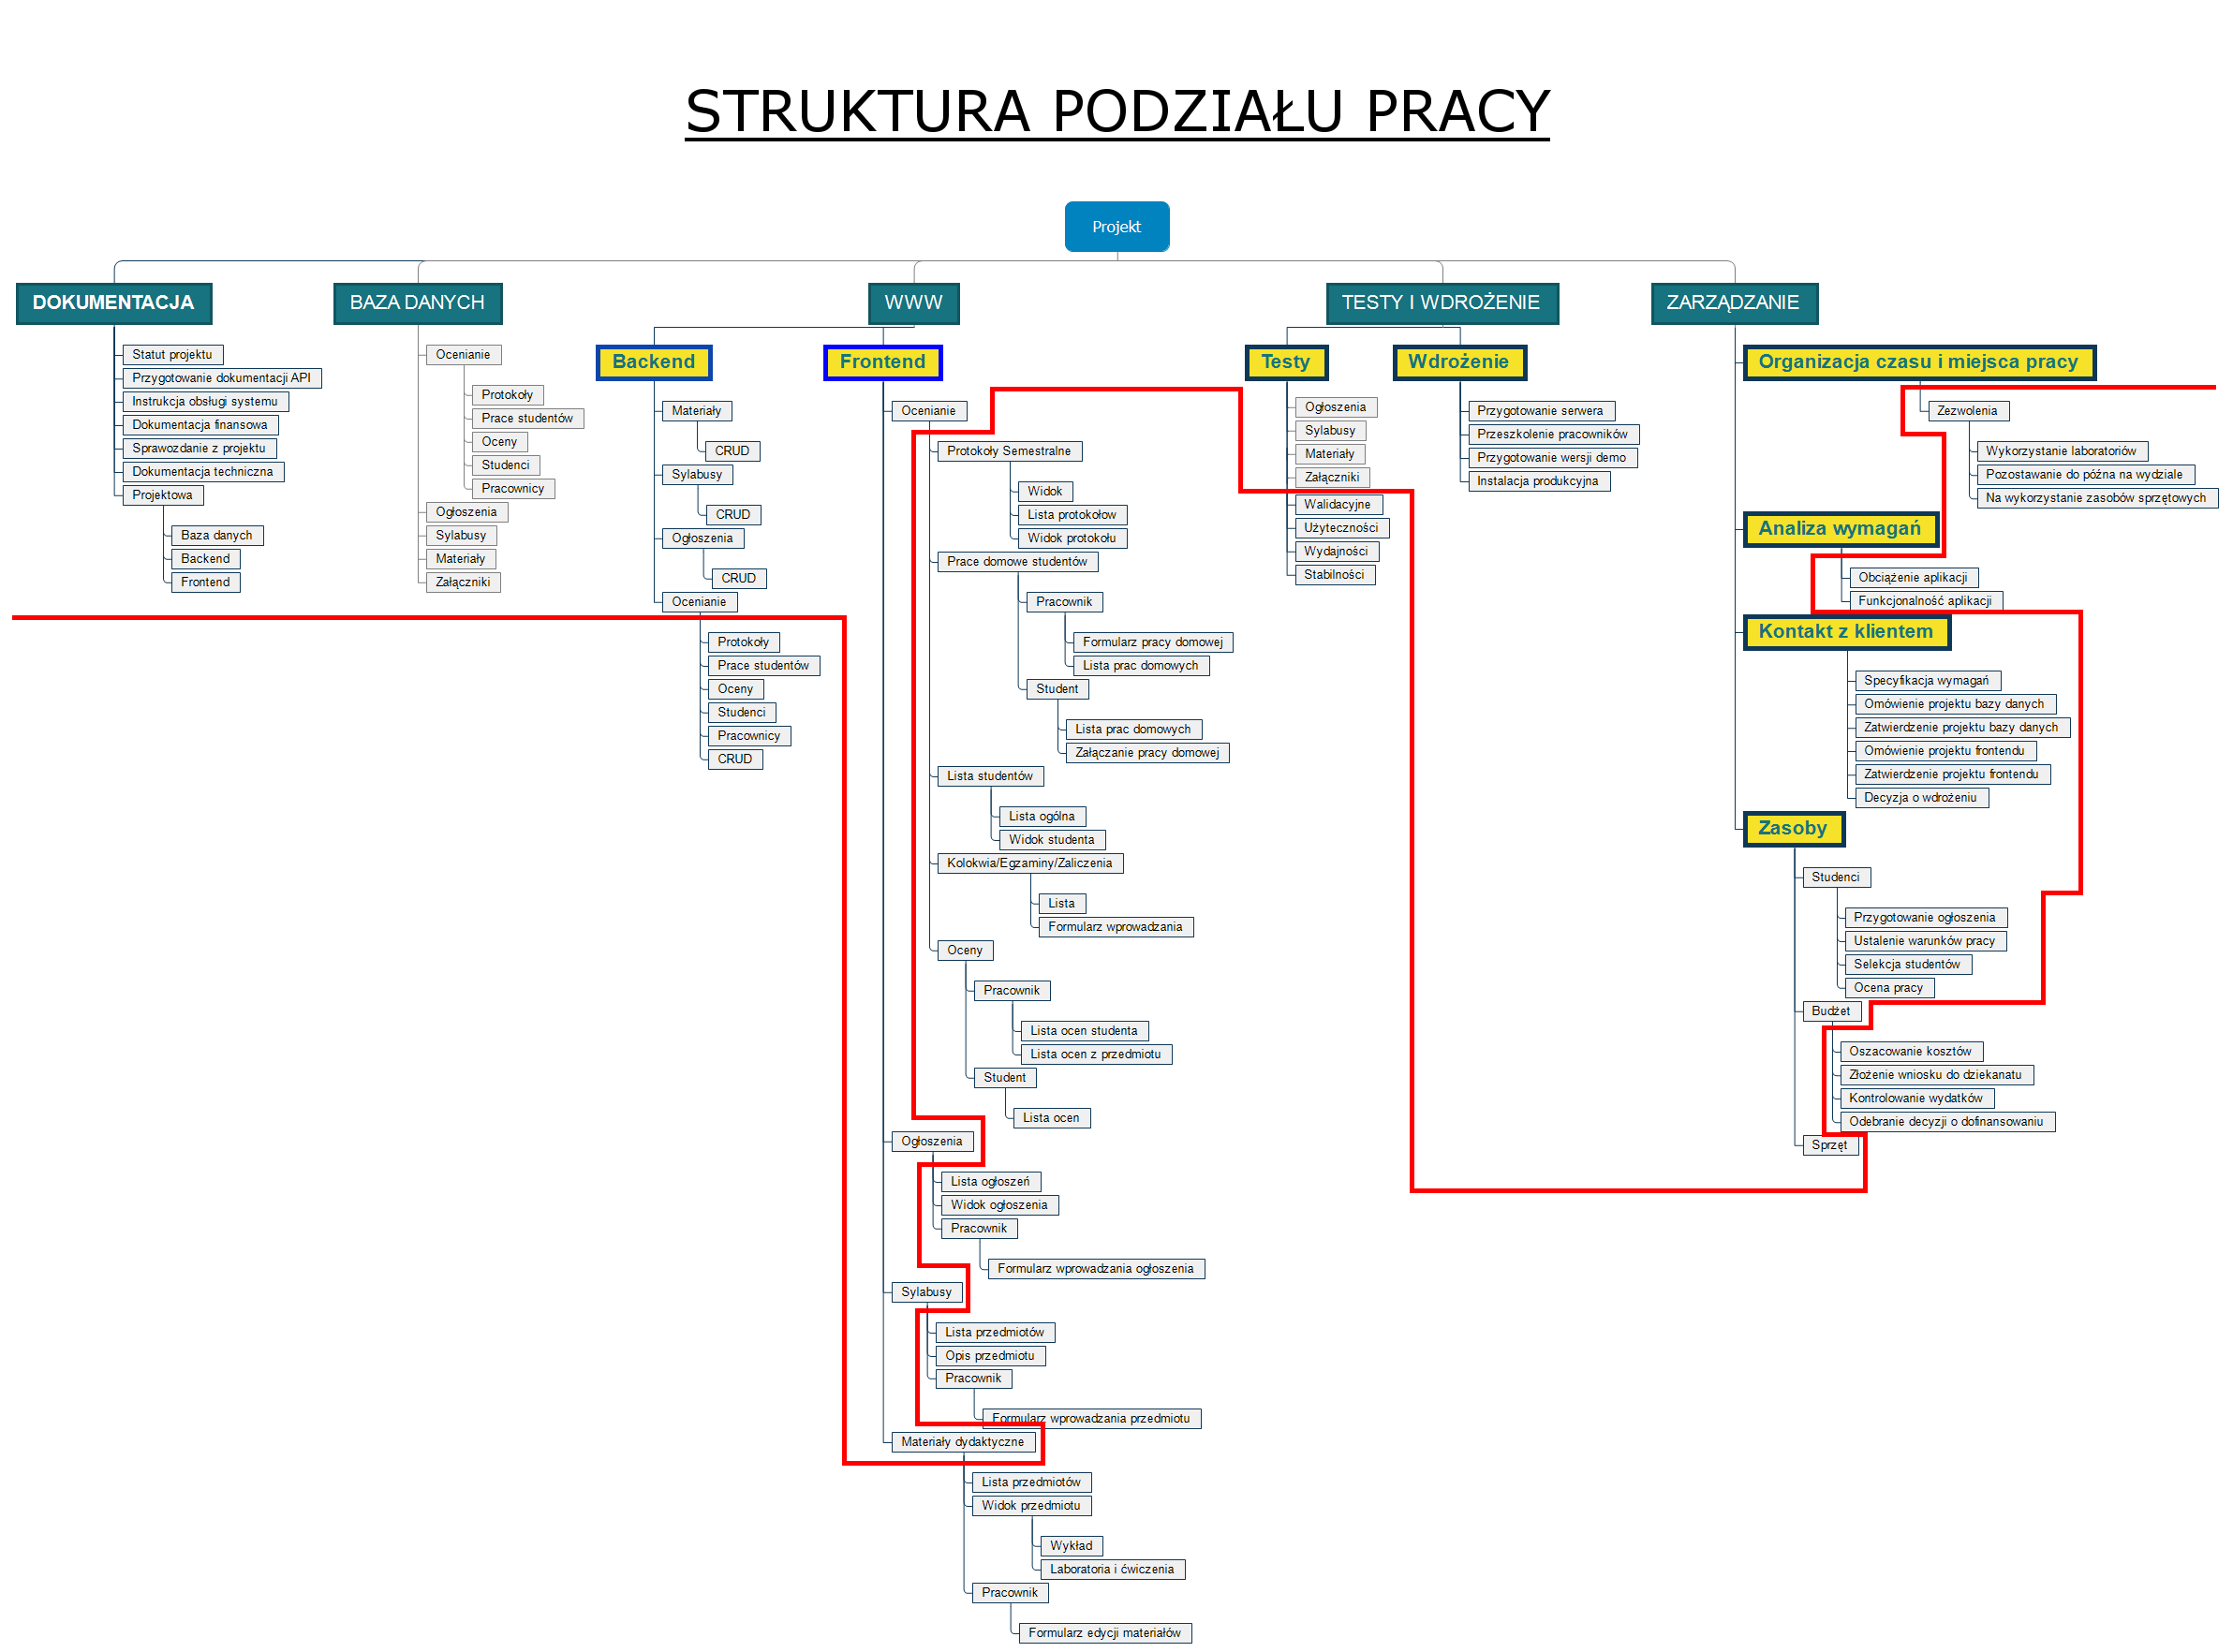 STRUKTURA PODZIAŁU PRACY
Projekt
DOKUMENTACJA
Statut projektu
Przygotowanie dokumentacji API
Instrukcja obsługi systemu
Dokumentacja finansowa
Sprawozdanie z projektu
Dokumentacja techniczna
Projektowa
Baza danych
Backend
Frontend
BAZA DANYCH
Ocenianie
Protokoły
Prace studentów
Oceny
Studenci
Pracownicy
Ogłoszenia
Sylabusy
Materiały
Załączniki
WWW
Backend
Materiały
CRUD
Sylabusy
CRUD
Ogłoszenia
CRUD
Ocenianie
Protokoły
Prace studentów
Oceny
Studenci
Pracownicy
CRUD
Frontend
Ocenianie
Protokoły Semestralne
Widok
Lista protokołow
Widok protokołu
Prace domowe studentów
Pracownik
Formularz pracy domowej
Lista prac domowych
Student
Lista prac domowych
Załączanie pracy domowej
Lista studentów
Lista ogólna
Widok studenta
Kolokwia/Egzaminy/Zaliczenia
Lista
Formularz wprowadzania
Oceny
Pracownik
Lista ocen studenta
Lista ocen z przedmiotu
Student
Lista ocen
Ogłoszenia
Lista ogłoszeń
Widok ogłoszenia
Pracownik
Formularz wprowadzania ogłoszenia
Sylabusy
Lista przedmiotów
Opis przedmiotu
Pracownik
Formularz wprowadzania przedmiotu
Materiały dydaktyczne
Lista przedmiotów
Widok przedmiotu
Wykład
Laboratoria i ćwiczenia
Pracownik
Formularz edycji materiałów
TESTY I WDROŻENIE
Testy
Ogłoszenia
Sylabusy
Materiały
Załączniki
Walidacyjne
Użyteczności
Wydajności
Stabilności
Wdrożenie
Przygotowanie serwera
Przeszkolenie pracowników
Przygotowanie wersji demo
Instalacja produkcyjna
ZARZĄDZANIE
Organizacja czasu i miejsca pracy
Zezwolenia
Wykorzystanie laboratoriów
Pozostawanie do późna na wydziale
Na wykorzystanie zasobów sprzętowych
Analiza wymagań
Obciążenie aplikacji
Funkcjonalność aplikacji
Kontakt z klientem
Specyfikacja wymagań
Omówienie projektu bazy danych
Zatwierdzenie projektu bazy danych
Omówienie projektu frontendu
Zatwierdzenie projektu frontendu
Decyzja o wdrożeniu
Zasoby
Studenci
Przygotowanie ogłoszenia
Ustalenie warunków pracy
Selekcja studentów
Ocena pracy
Budżet
Oszacowanie kosztów
Złożenie wniosku do dziekanatu
Kontrolowanie wydatków
Odebranie decyzji o dofinansowaniu
Sprzęt